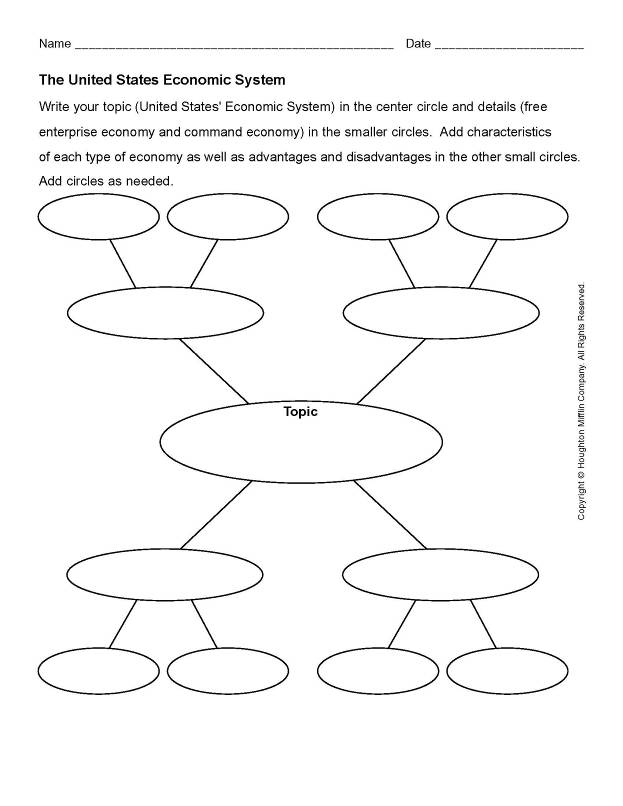 Name _______________________________________________ Date ______________________
The United States Economic System
Write your topic (United States' Economic System) in the center circle and details (free
enterprise economy and command economy) in the smaller circles. Add characteristics
of each type of economy as well as advantages and disadvantages in the other small circles.
Add circles as needed.
Topic
Copyright © Houghton Mifflin Company. All Rights Reserved.